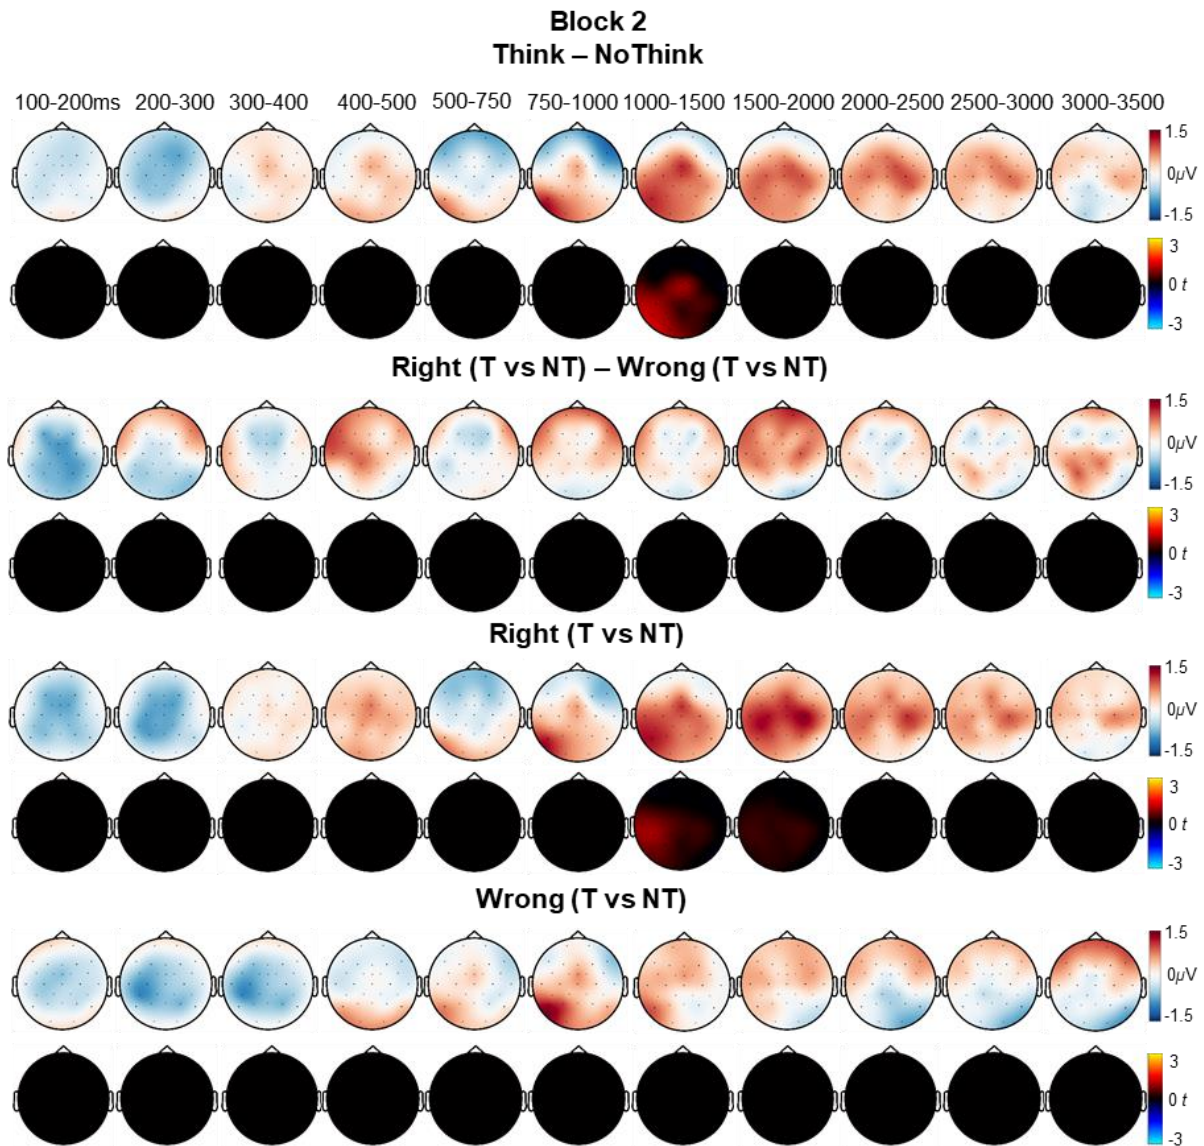 Block 2
Think – NoThink
100-200ms 200-300 300-400 400-500 500-750 750-1000 1000-1500 1500-2000 2000-2500 2500-3000 3000-3500
1.5
0μV
-1.5
3
0 t
-3
Right (T vs NT) – Wrong (T vs NT)
1.5
0μV
-1.5
3
0 t
-3
Right (T vs NT)
1.5
0μV
-1.5
3
0 t
-3
Wrong (T vs NT)
1.5
0μV
-1.5
3
0 t
-3